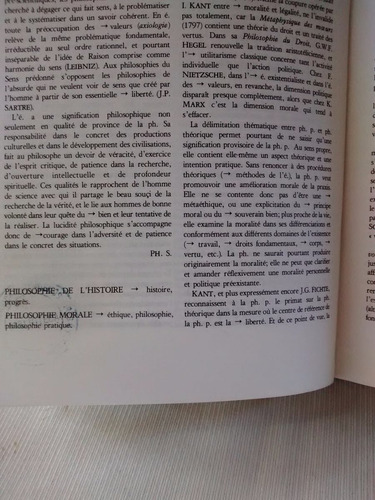 cherche à dégager ce qui fait sens, à le problématiser
et à le systématiser dans un savoir cohérent. En é.
toute la préoccupation des → valeurs (axiologie)
relève de la même problématique fondamentale,
irréductible au seul ordre rationnel, et pourtant
inséparable de l'idée de Raison comprise comme
harmonie du sens (LEIBNIZ). Aux philosophies du
Sens prédonné s'opposent les philosophies de
l'absurde qui ne veulent voir de sens que créé par
l'homme à partir de son essentielle → liberté (J.P.
SARTRE).
L'é. a une signification philosophique non
seulement en qualité de province de la ph. Sa
responsabilité dans le concret des productions
culturelles et dans le développement des civilisations,
fait au philosophe un devoir de véracité, d'exercice
de l'esprit critique, de patience dans la recherche,
d'ouverture intellectuelle et de profondeur
spirituelle. Ces qualités le rapprochent de l'homme
de science avec qui il partage le beau souci de
la recherche de la vérité, et le lie aux hommes de bonne
volonté dans leur quête du → bien et leur tentative de
la réaliser. La lucidité philosophique s'accompagne
donc de → courage dans l'adversité et de patience
dans le concret des situations.
PH. S.
PHILOSOPHIE DE L'HISTOIRE → histoire,
progrès.
PHILOSOPHIE MORALE → éthique, philosophie,
philosophie pratique.
I. KANT entre → moralité et légalité, ne l'invalide
pas totalement, car la Métaphysique des mœurs
(1797) contient une théorie du droit et un traité des
vertus. Dans sa Philosophie du Droit, G.W.F.
HEGEL renouvelle la tradition aristotélicienne, et
l' → utilitarisme classique concerne tant l'activité
individuelle que l'action politique. Chez F.
NIETZSCHE, dans l' → é. existentialiste et dans l'é.
des → valeurs, en revanche, la dimension politique
disparaît presque complètement, alors que chez K.
MARX c'est la dimension morale qui tend à
s'effacer.
La délimitation thématique entre ph. p. et ph.
théorique permet pourtant de ne saisir qu'une
signification provisoire de la ph. p. Au sens propre,
elle contient elle-même un aspect théorique et une
intention pratique. Sans renoncer à des procédures
théoriques (→ méthodes de l'é.), la ph. p. veut
promouvoir une amélioration morale de la praxis.
Elle ne se contente donc pas d'être une →
métaéthique, ou une explicitation du → principe
moral ou du → souverain bien; plus proche de la vie,
elle examine la moralité dans ses différenciations et
conformément aux différents domaines de l'existence
(→ travail, → droits fondamentaux, → corps, →
vertu, etc.). La ph. ne saurait pourtant produire
originairement la moralité; elle ne peut que clarifier
et amander réflexivement une moralité personnelle
et politique préexistante.
KANT, et plus expressément encore J.G. FICHTE,
reconnaissent à la ph. p. le primat sur la ph.
théorique dans la mesure où le centre de référence de
la ph. p. est la → liberté. Et de ce point de vue, la